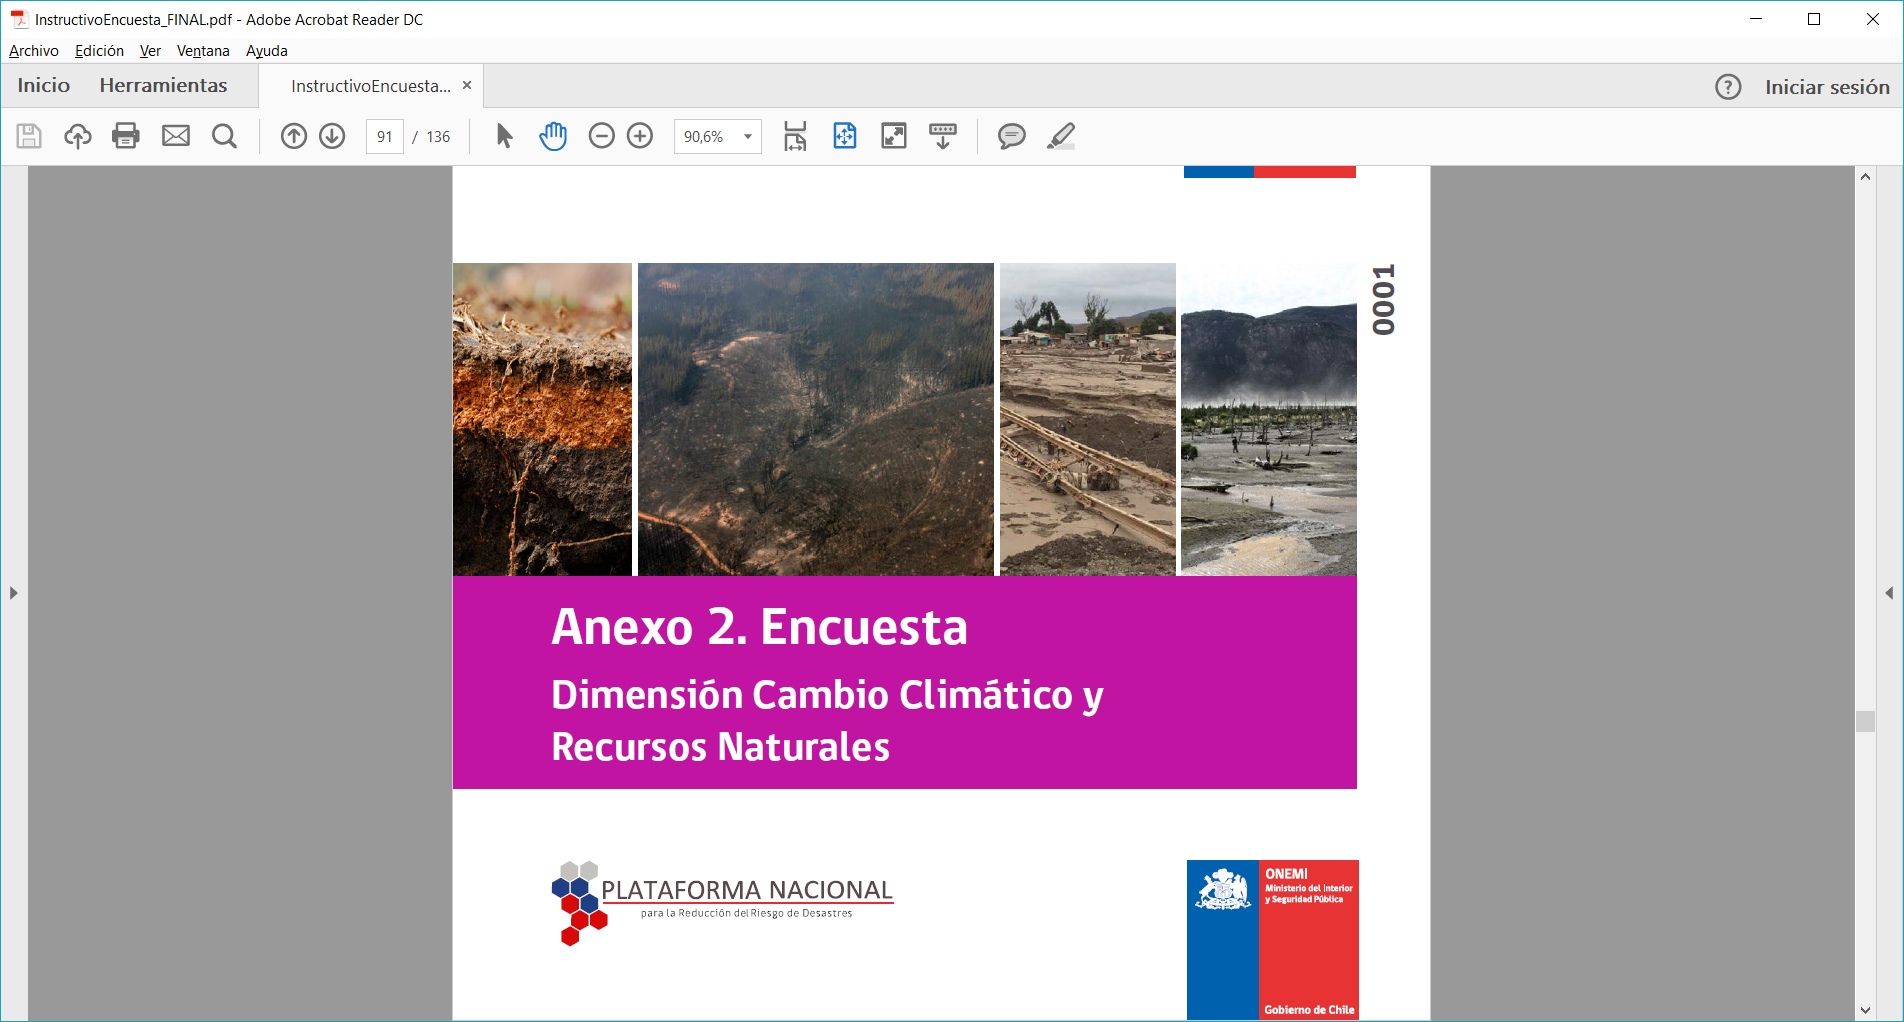 InstructivoEncuesta_FINAL.pdf - Adobe Acrobat Reader DC
Archivo Edición Ver Ventana Ayuda
Inicio Herramientas InstructivoEncuesta... × ? Iniciar sesión
91 / 136 90,6%
0001
Anexo 2. Encuesta
Dimensión Cambio Climático y
Recursos Naturales
PLATAFORMA NACIONAL
para la Reducción del Riesgo de Desastres
ONEMI
Ministerio del Interior
y Seguridad Pública
Gobierno de Chile